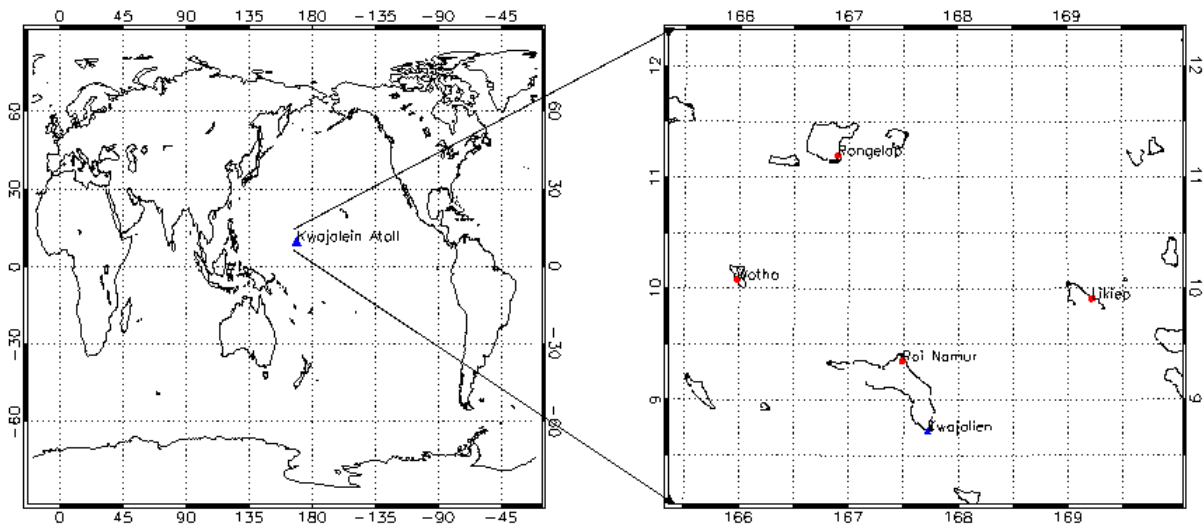 0 45 90 135 180 -135 -90 -45
166 167 168 169
60 30 0 -30 -60
60 30 0 -30 -60
12 11 10 9
12 11 10 9
Kwajalein Atoll
Rongelap
Wotho
Likiep
Roi Namur
Kwajalien
0 45 90 135 180 -135 -90 -45
166 167 168 169